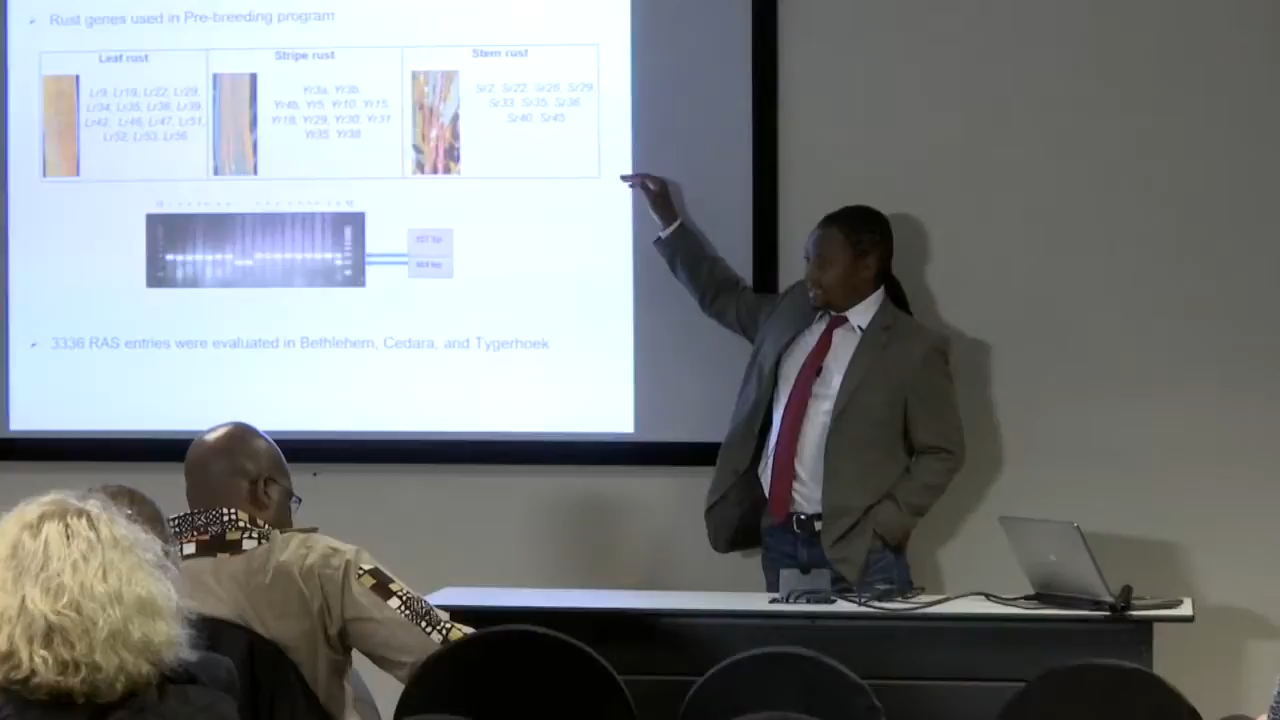 Rust genes used in Pre-breeding program
Leaf rust
Lr9, Lr19, Lr22, Lr29,
Lr34, Lr35, Lr38, Lr39,
Lr42, Lr46, Lr47, Lr51,
Lr52, Lr53, Lr56
Stripe rust
Yr3a, Yr3b,
Yr4b, Yr5, Yr10, Yr15,
Yr18, Yr29, Yr30, Yr31
Yr35, Yr38
Stem rust
Sr2, Sr22, Sr26, Sr29
Sr33, Sr35, Sr36,
Sr40, Sr45
bp
bp
3336 RAS entries were evaluated in Bethlehem, Cedara, and Tygerhoek